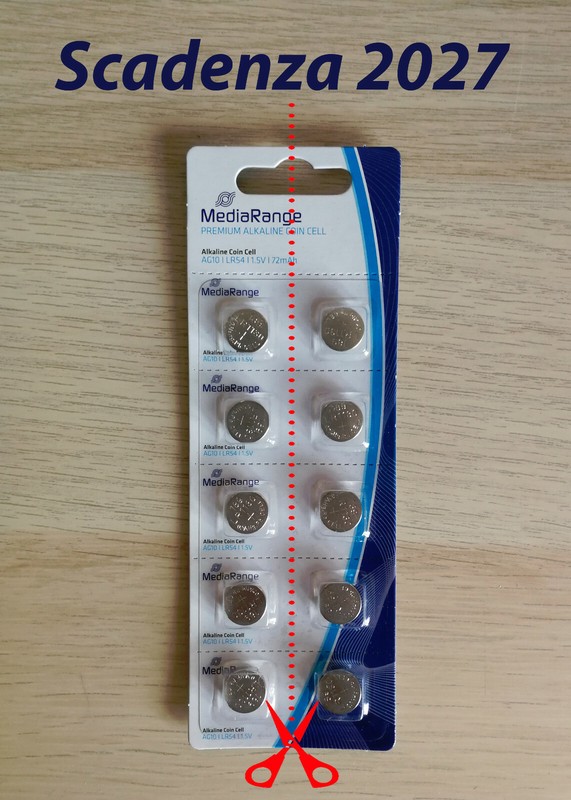 Scadenza 2027
MediaRange
PREMIUM ALKALINE COIN CELL
Alkaline Coin Cell
AG10 | LR54 | 1.5V | 72mAh
MediaRange
Alkaline Coin Cell
AG10 | LR54 | 1.5V
MediaRange
Alkaline Coin Cell
AG10 | LR54 | 1.5V
MediaRange
Alkaline Coin Cell
AG10 | LR54 | 1.5V
MediaRange
Alkaline Coin Cell
AG10 | LR54 | 1.5V
MediaRange
Alkaline Coin Cell
AG10 | LR54 | 1.5V